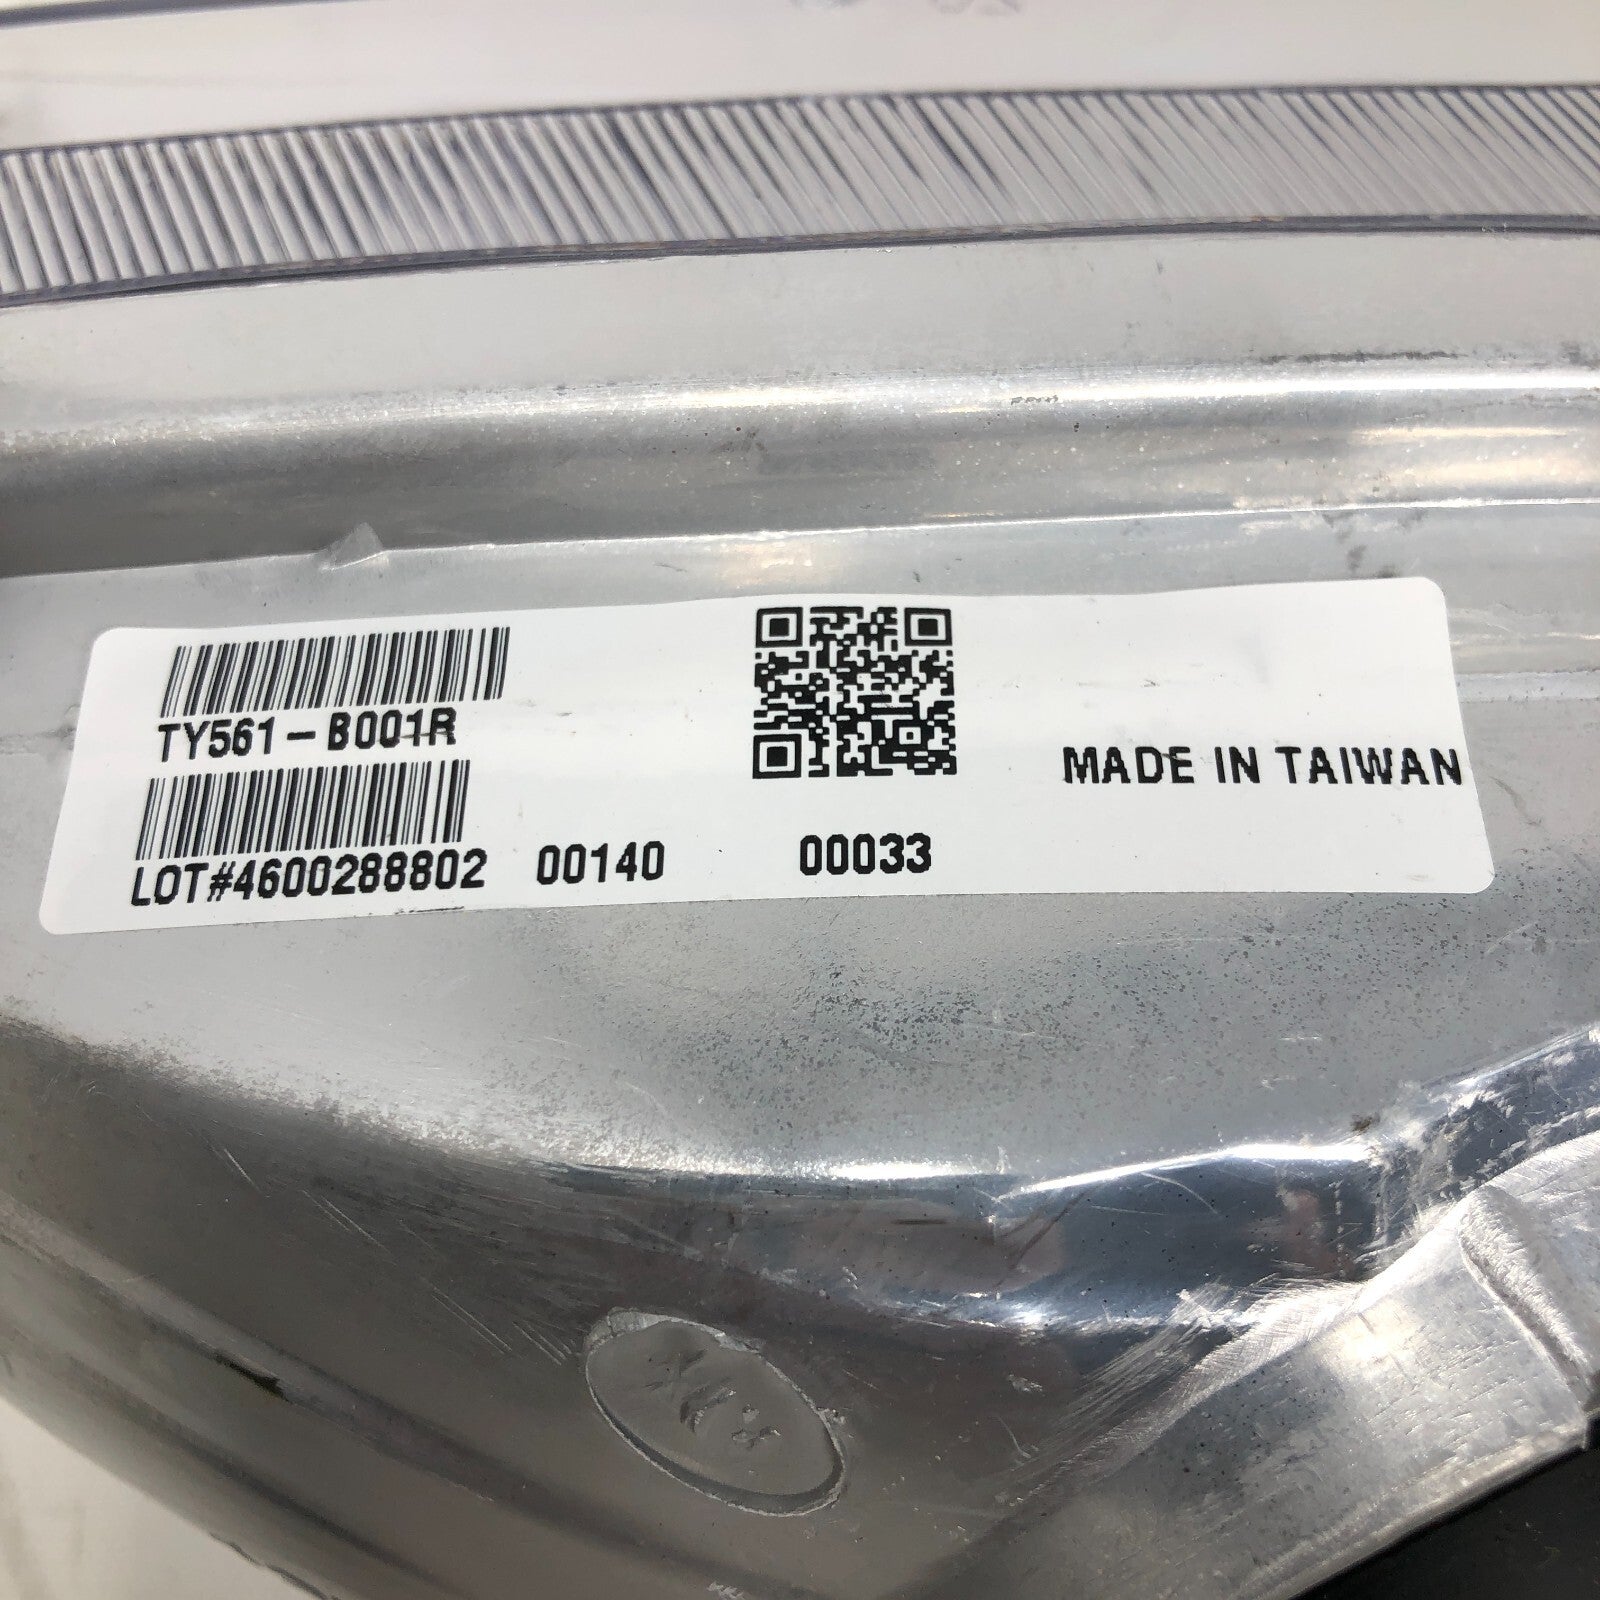 TY561-B001R
LOT#4600288802 00140 00033
MADE IN TAIWAN